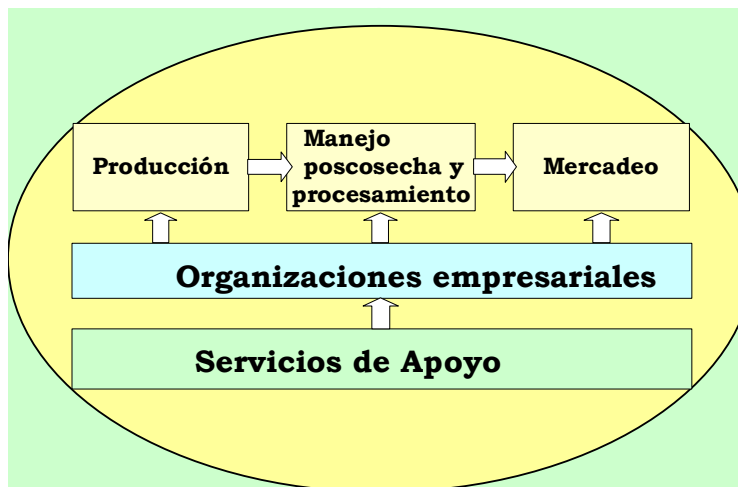 Producción
Manejo
poscosecha y
procesamiento
Mercadeo
Organizaciones empresariales
Servicios de Apoyo